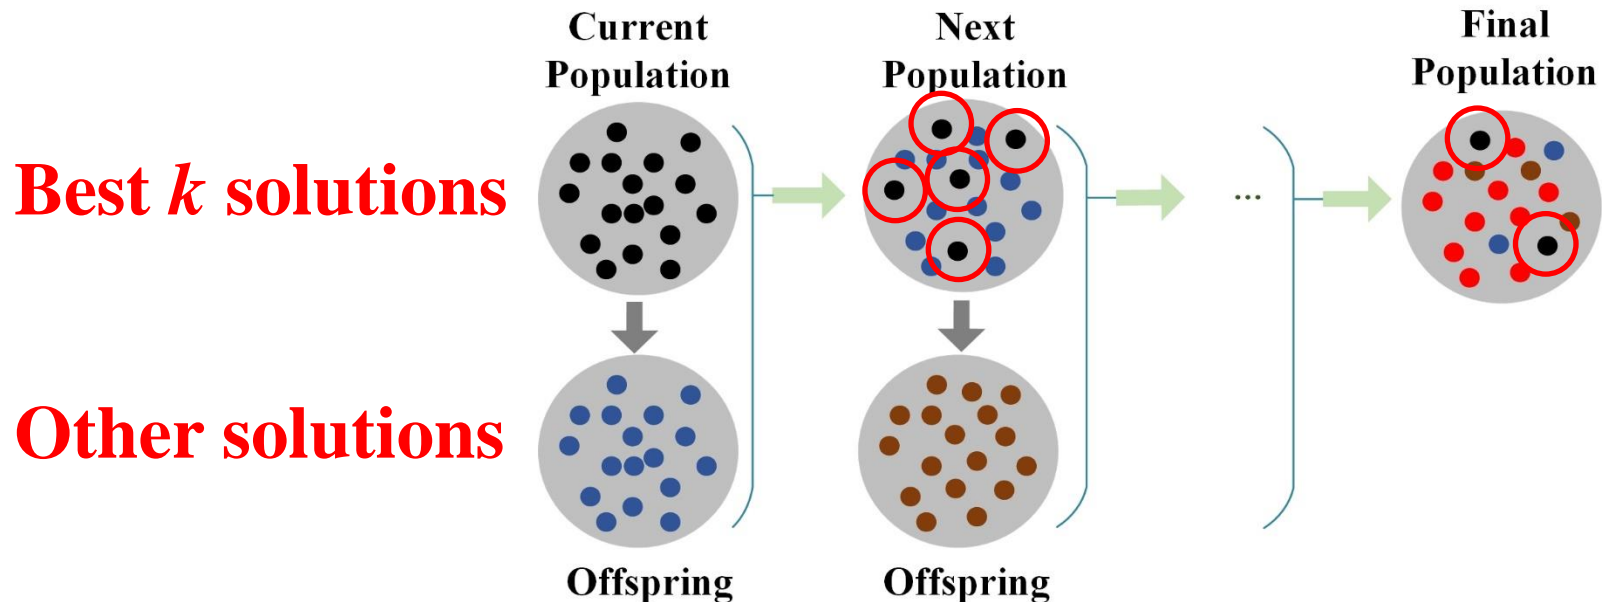 Current
Population
Next
Population
Final
Population
Best k solutions
...
Other solutions
Offspring
Offspring